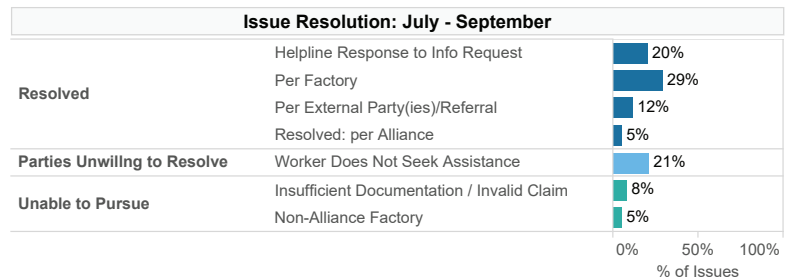 Issue Resolution: July - September
Resolved
Helpline Response to Info Request 20%
Per Factory 29%
Per External Party(ies)/Referral 12%
Resolved: per Alliance 5%
Parties Unwillng to Resolve Worker Does Not Seek Assistance 21%
Unable to Pursue
Insufficient Documentation / Invalid Claim 8%
Non-Alliance Factory 5%
0% 50% 100%
% of Issues